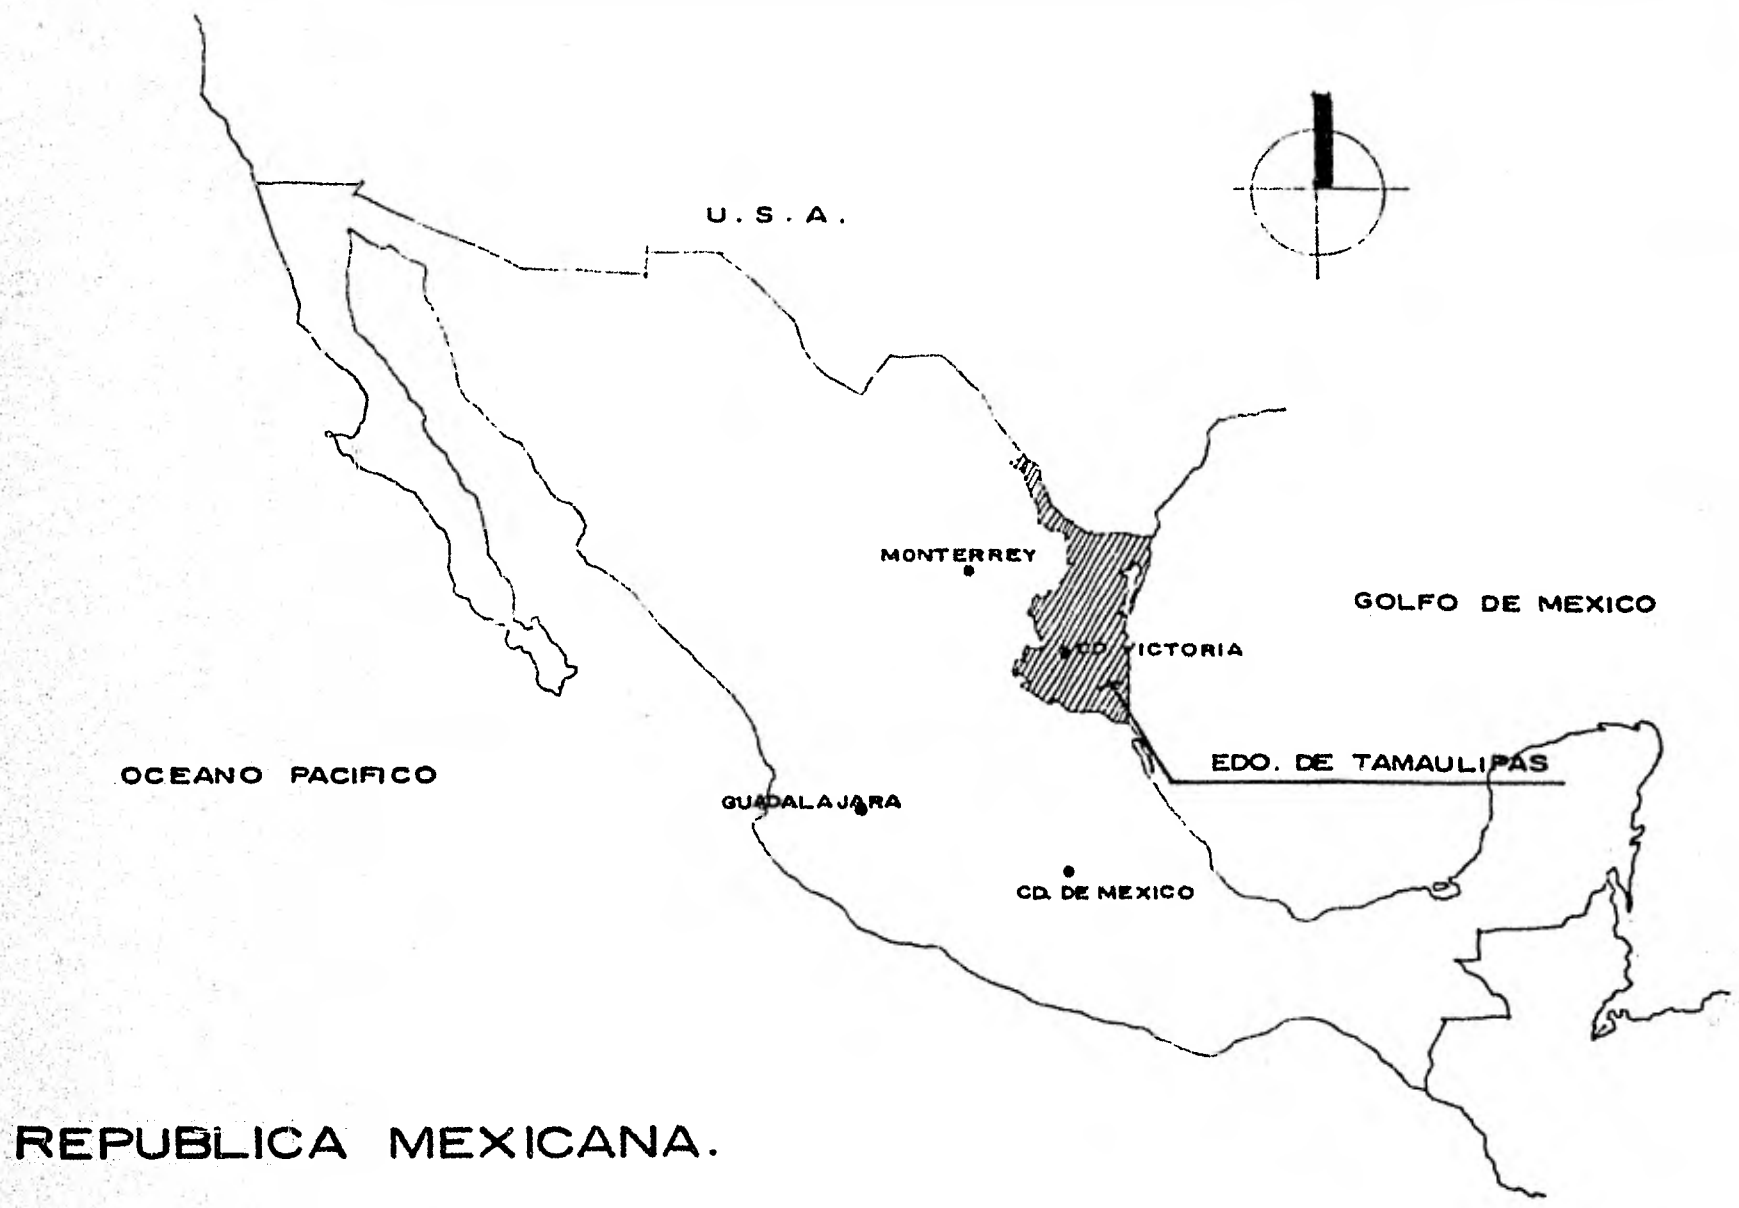 U.S.A.
MONTERREY
GOLFO DE MEXICO
CD. VICTORIA
EDO. DE TAMAULIPAS
OCEANO PACIFICO
GUADALAJARA
CD. DE MEXICO
REPUBLICA MEXICANA.